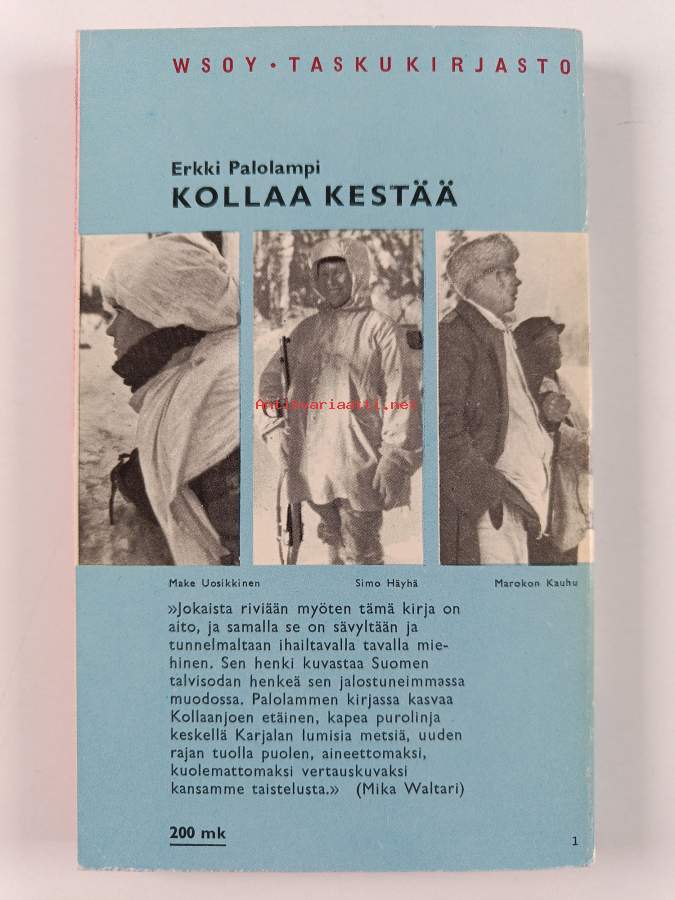 WSOY · TASKUKIRJASTO
Erkki Palolampi
KOLLAA KESTÄÄ
Antikvariaatti.net
Make Uosikkinen
Simo Häyhä
Marokon Kauhu
»Jokaista riviään myöten tämä kirja on
aito, ja samalla se on sävyltään ja
tunnelmaltaan ihailtavalla tavalla mie-
hinen. Sen henki kuvastaa Suomen
talvisodan henkeä sen jalostuneimmassa
muodossa. Palolammen kirjassa kasvaa
Kollaanjoen etäinen, kapea purolinja
keskellä Karjalan lumisia metsiä, uuden
rajan tuolla puolen, aineettomaksi,
kuolemattomaksi vertauskuvaksi
kansamme taistelusta.» (Mika Waltari)
200 mk
1